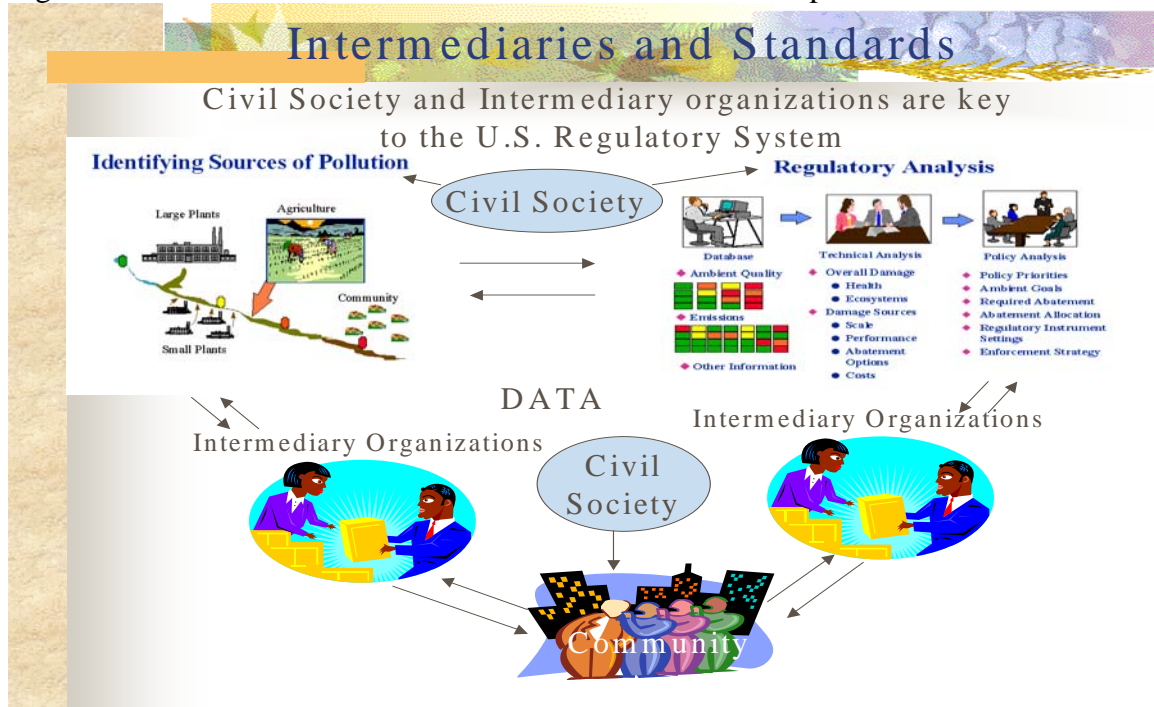 Intermediaries and Standards
Civil Society and Intermediary organizations are key
to the U.S. Regulatory System
Identifying Sources of Pollution
Large Plants
Agriculture
Community
Small Plants
Civil Society
Regulatory Analysis
Database
Ambient Quality
Emissions
Other Information
Technical Analysis
Overall Damage
Health
Ecosystems
Damage Sources
Scale
Performance
Abatement
Options
Costs
Policy Analysis
Policy Priorities
Ambient Goals
Required Abatement
Abatement Allocation
Regulatory Instrument
Settings
Enforcement Strategy
DATA
Intermediary Organizations
Intermediary Organizations
Civil
Society
Community